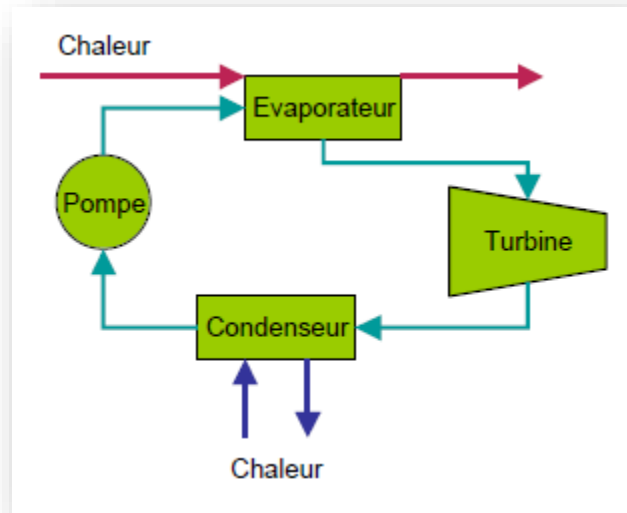 Chaleur
Evaporateur
Pompe
Turbine
Condenseur
Chaleur